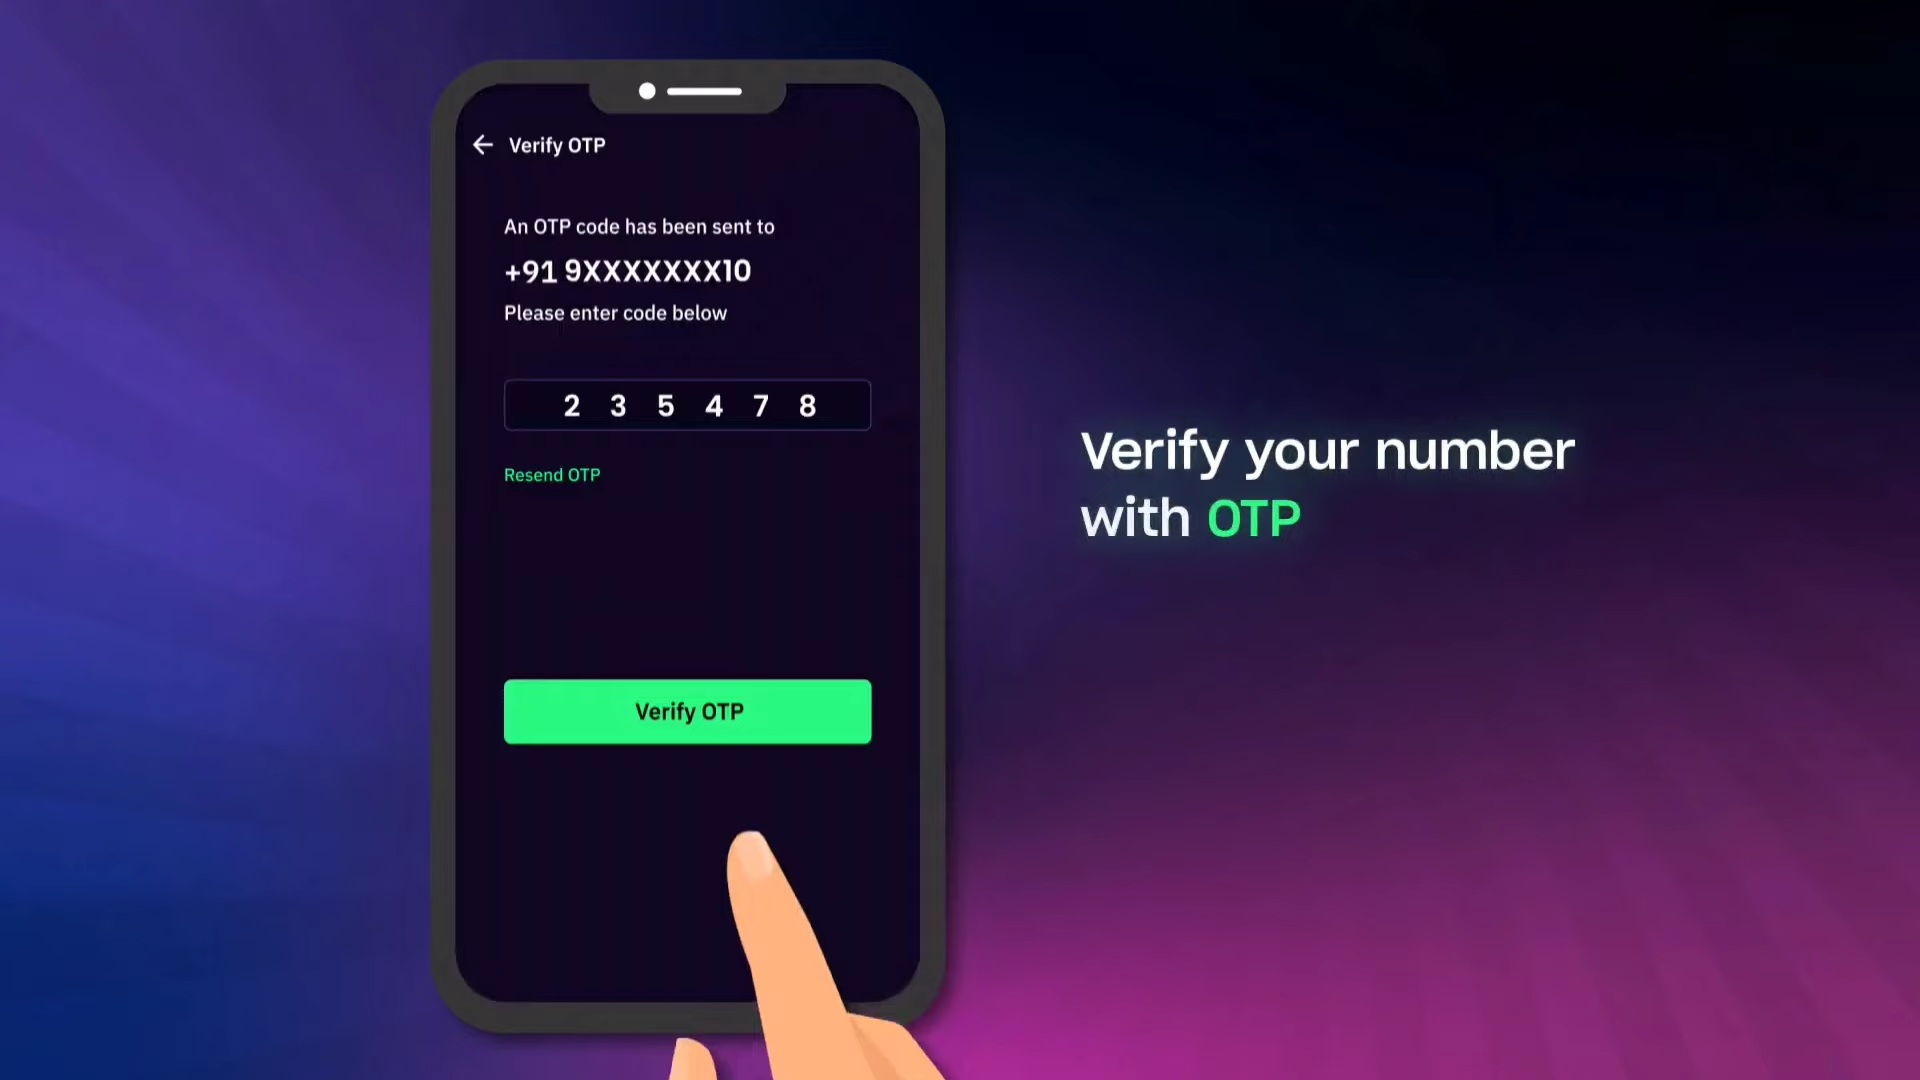 Verify OTP
An OTP code has been sent to
+91 9XXXXXXX10
Please enter code below
2 3 5 4 7 8
Resend OTP
Verify OTP
Verify your number
with OTP